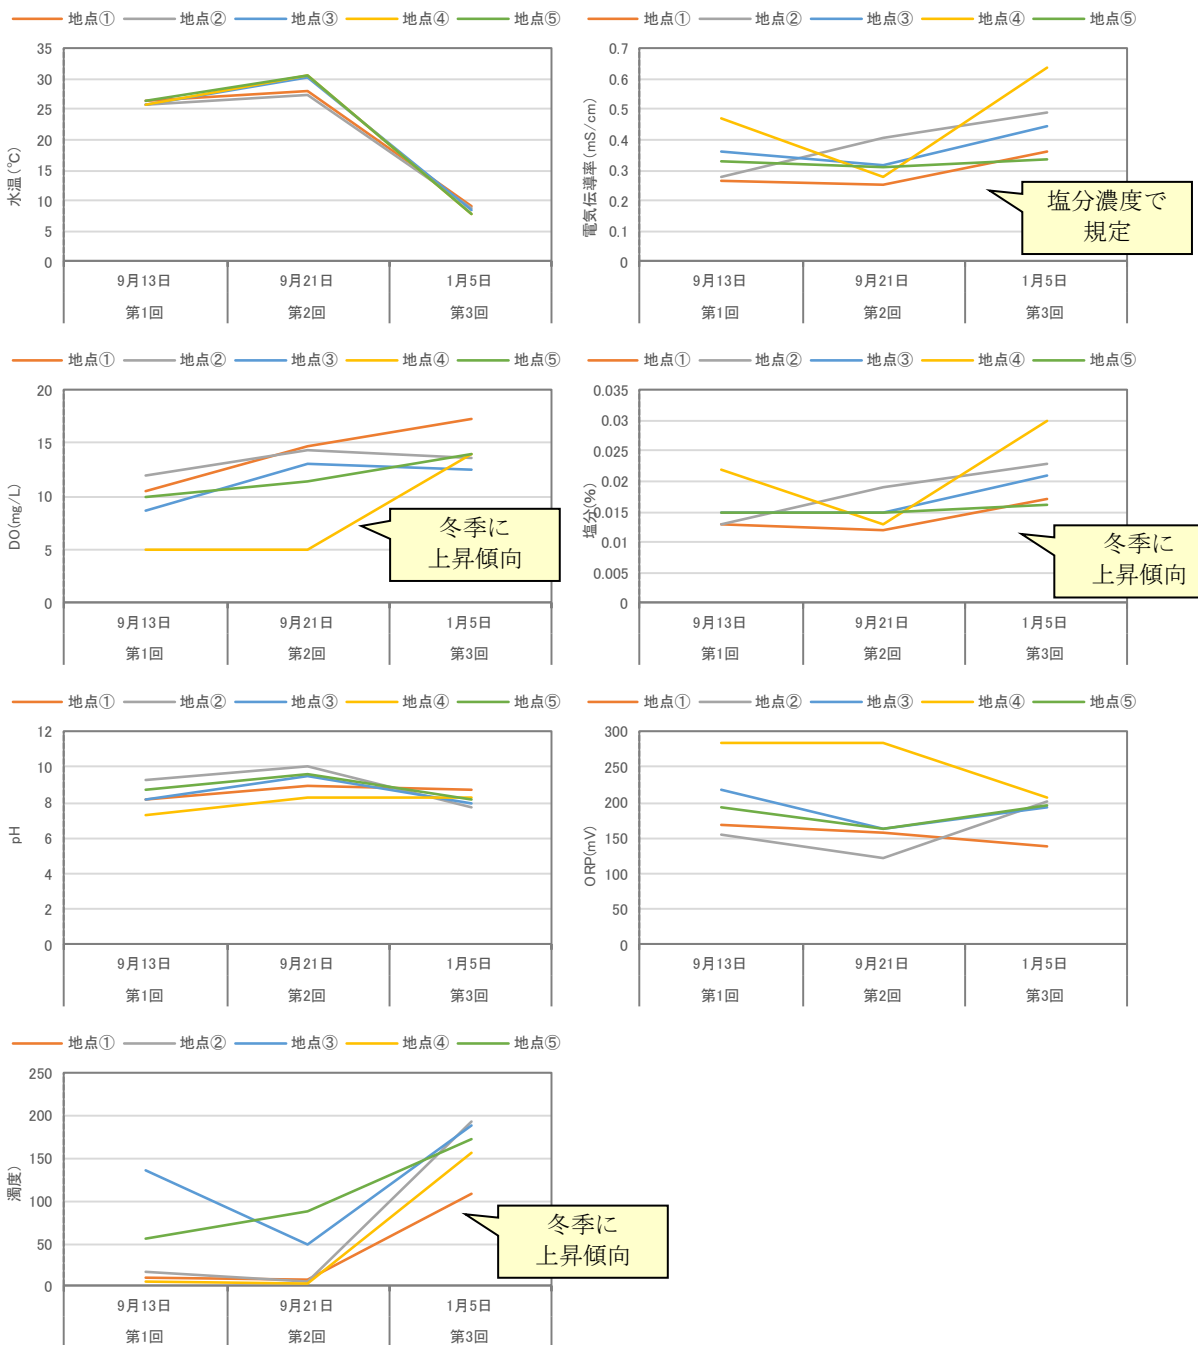 地点① 地点② 地点③ 地点④ 地点⑤
35
30
25
20
15
10
5
0
水温(℃)
9月13日 9月21日 1月5日
第1回 第2回 第3回
地点① 地点② 地点③ 地点④ 地点⑤
0.7
0.6
0.5
0.4
0.3
0.2
0.1
0
電気伝導率(mS/cm)
塩分濃度で
規定
9月13日 9月21日 1月5日
第1回 第2回 第3回
地点① 地点② 地点③ 地点④ 地点⑤
20
15
10
5
0
DO(mg/L)
冬季に
上昇傾向
9月13日 9月21日 1月5日
第1回 第2回 第3回
地点① 地点② 地点③ 地点④ 地点⑤
0.035
0.03
0.025
0.02
0.015
0.01
0.005
0
塩分(%)
冬季に
上昇傾向
9月13日 9月21日 1月5日
第1回 第2回 第3回
地点① 地点② 地点③ 地点④ 地点⑤
12
10
8
6
4
2
0
pH
9月13日 9月21日 1月5日
第1回 第2回 第3回
地点① 地点② 地点③ 地点④ 地点⑤
300
250
200
150
100
50
0
ORP(mV)
9月13日 9月21日 1月5日
第1回 第2回 第3回
地点① 地点② 地点③ 地点④ 地点⑤
250
200
150
100
50
0
濁度)
冬季に
上昇傾向
9月13日 9月21日 1月5日
第1回 第2回 第3回